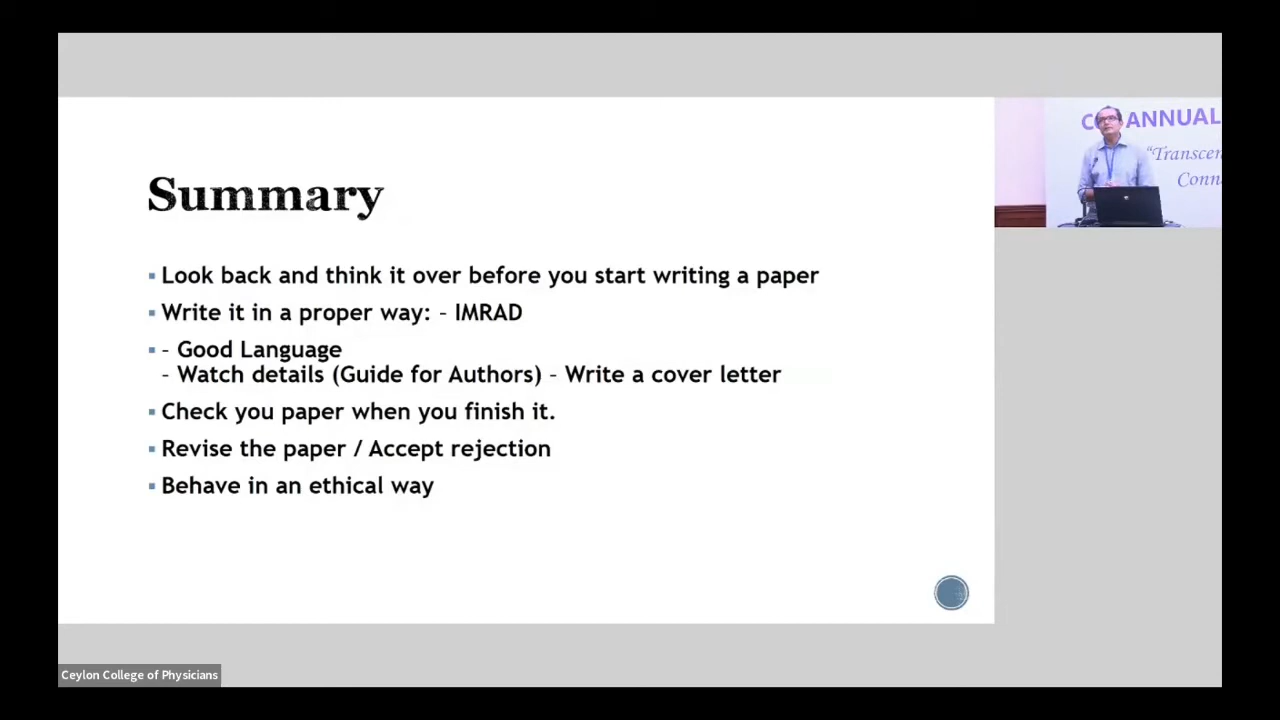 Summary
▪ Look back and think it over before you start writing a paper
▪ Write it in a proper way: – IMRAD
▪ – Good Language
– Watch details (Guide for Authors) – Write a cover letter
▪ Check you paper when you finish it.
▪ Revise the paper / Accept rejection
▪ Behave in an ethical way
ANNUAL
“Transcen
Conn
Ceylon College of Physicians